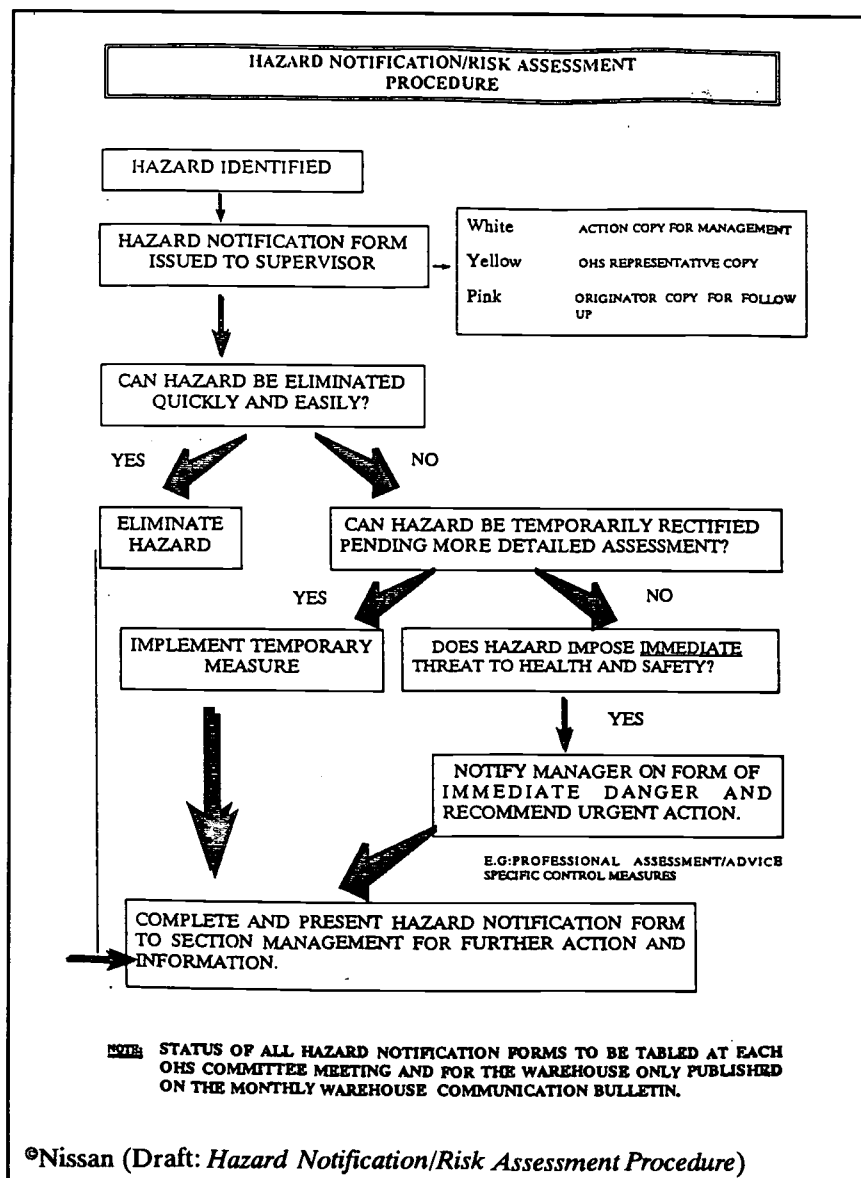 HAZARD NOTIFICATION/RISK ASSESSMENT
PROCEDURE
HAZARD IDENTIFIED
HAZARD NOTIFICATION FORM
ISSUED TO SUPERVISOR
White ACTION COPY FOR MANAGEMENT
Yellow OHS REPRESENTATIVE COPY
Pink ORIGINATOR COPY FOR FOLLOW
UP
CAN HAZARD BE ELIMINATED
QUICKLY AND EASILY?
YES
NO
ELIMINATE
HAZARD
CAN HAZARD BE TEMPORARILY RECTIFIED
PENDING MORE DETAILED ASSESSMENT?
YES
NO
IMPLEMENT TEMPORARY
MEASURE
DOES HAZARD IMPOSE IMMEDIATE
THREAT TO HEALTH AND SAFETY?
YES
NOTIFY MANAGER ON FORM OF
IMMEDIATE DANGER AND
RECOMMEND URGENT ACTION.
E.G:PROFESSIONAL ASSESSMENT/ADVICE
SPECIFIC CONTROL MEASURES
COMPLETE AND PRESENT HAZARD NOTIFICATION FORM
TO SECTION MANAGEMENT FOR FURTHER ACTION AND
INFORMATION.
NOTE: STATUS OF ALL HAZARD NOTIFICATION FORMS TO BE TABLED AT EACH
OHS COMMITTEE MEETING AND FOR THE WAREHOUSE ONLY PUBLISHED
ON THE MONTHLY WAREHOUSE COMMUNICATION BULLETIN.
©Nissan (Draft: Hazard Notification/Risk Assessment Procedure)